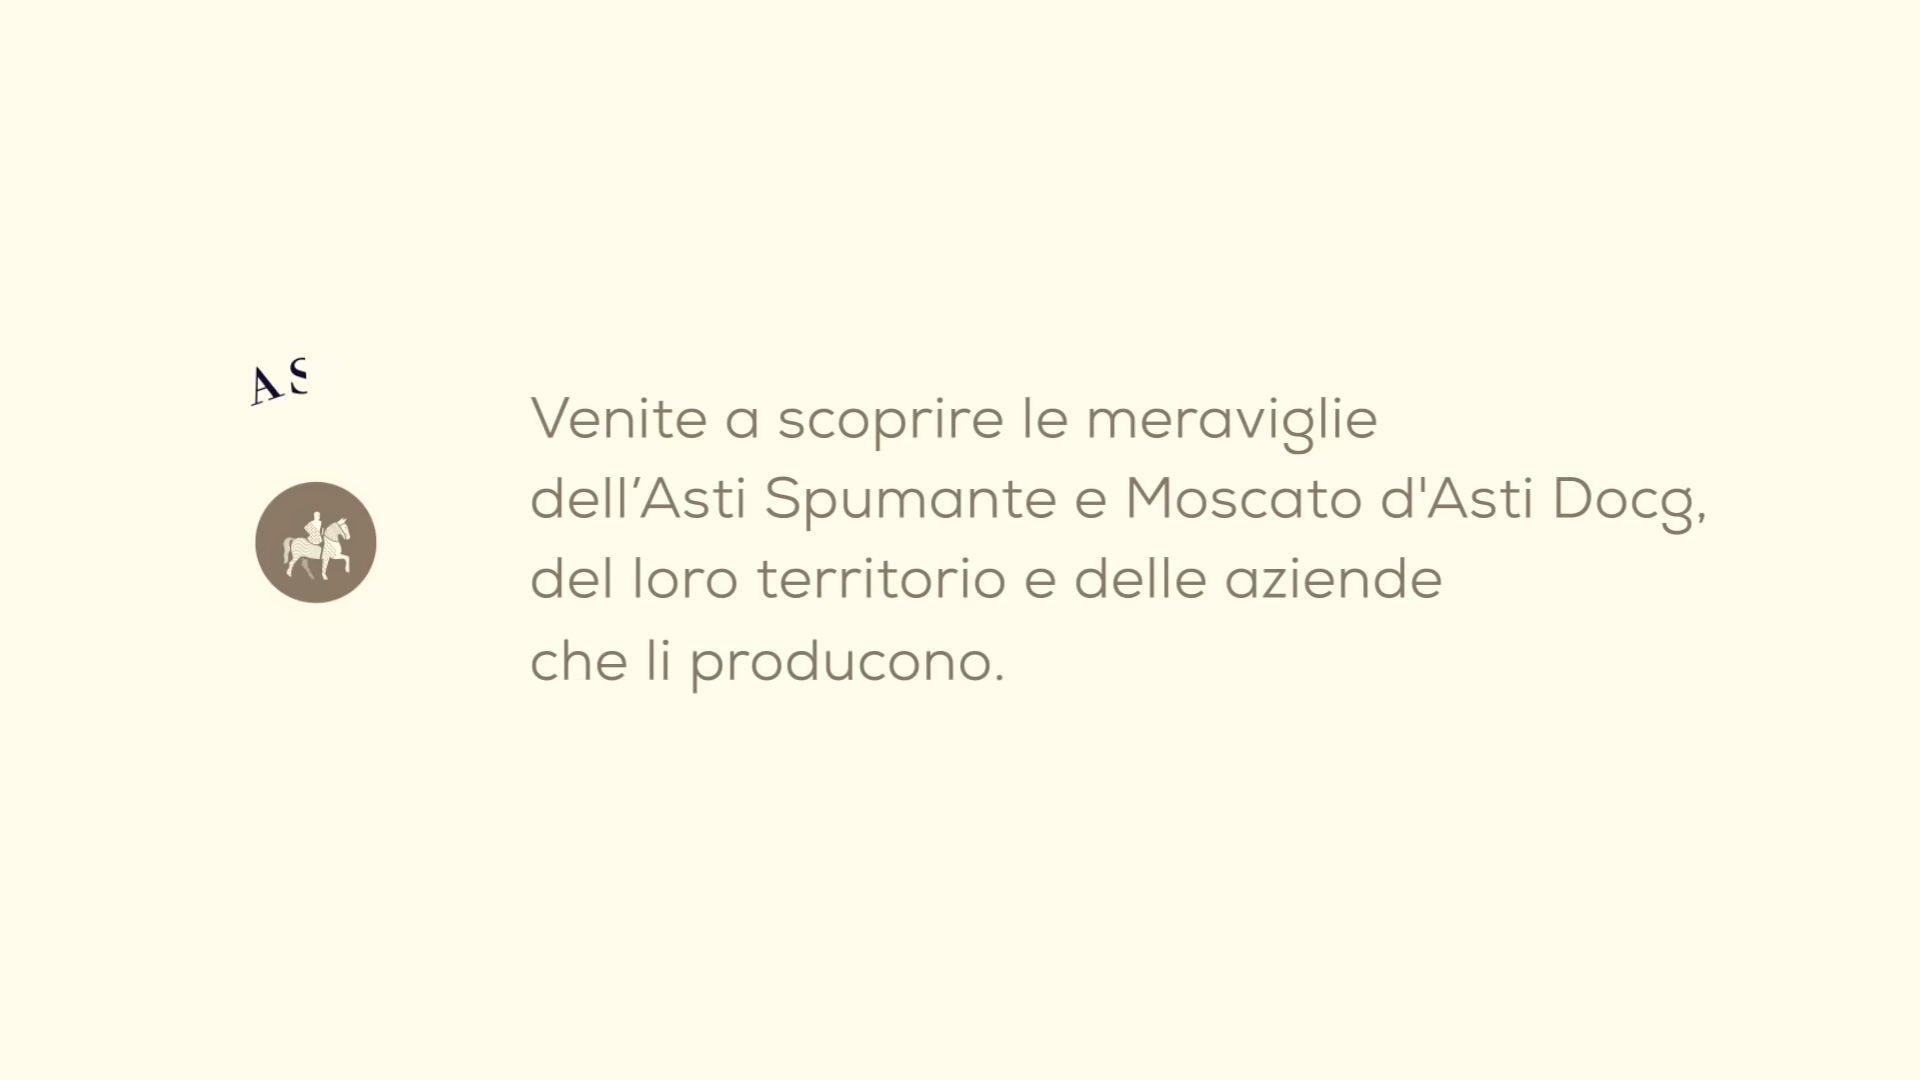 AS
Venite a scoprire le meraviglie
dell’Asti Spumante e Moscato d'Asti Docg,
del loro territorio e delle aziende
che li producono.